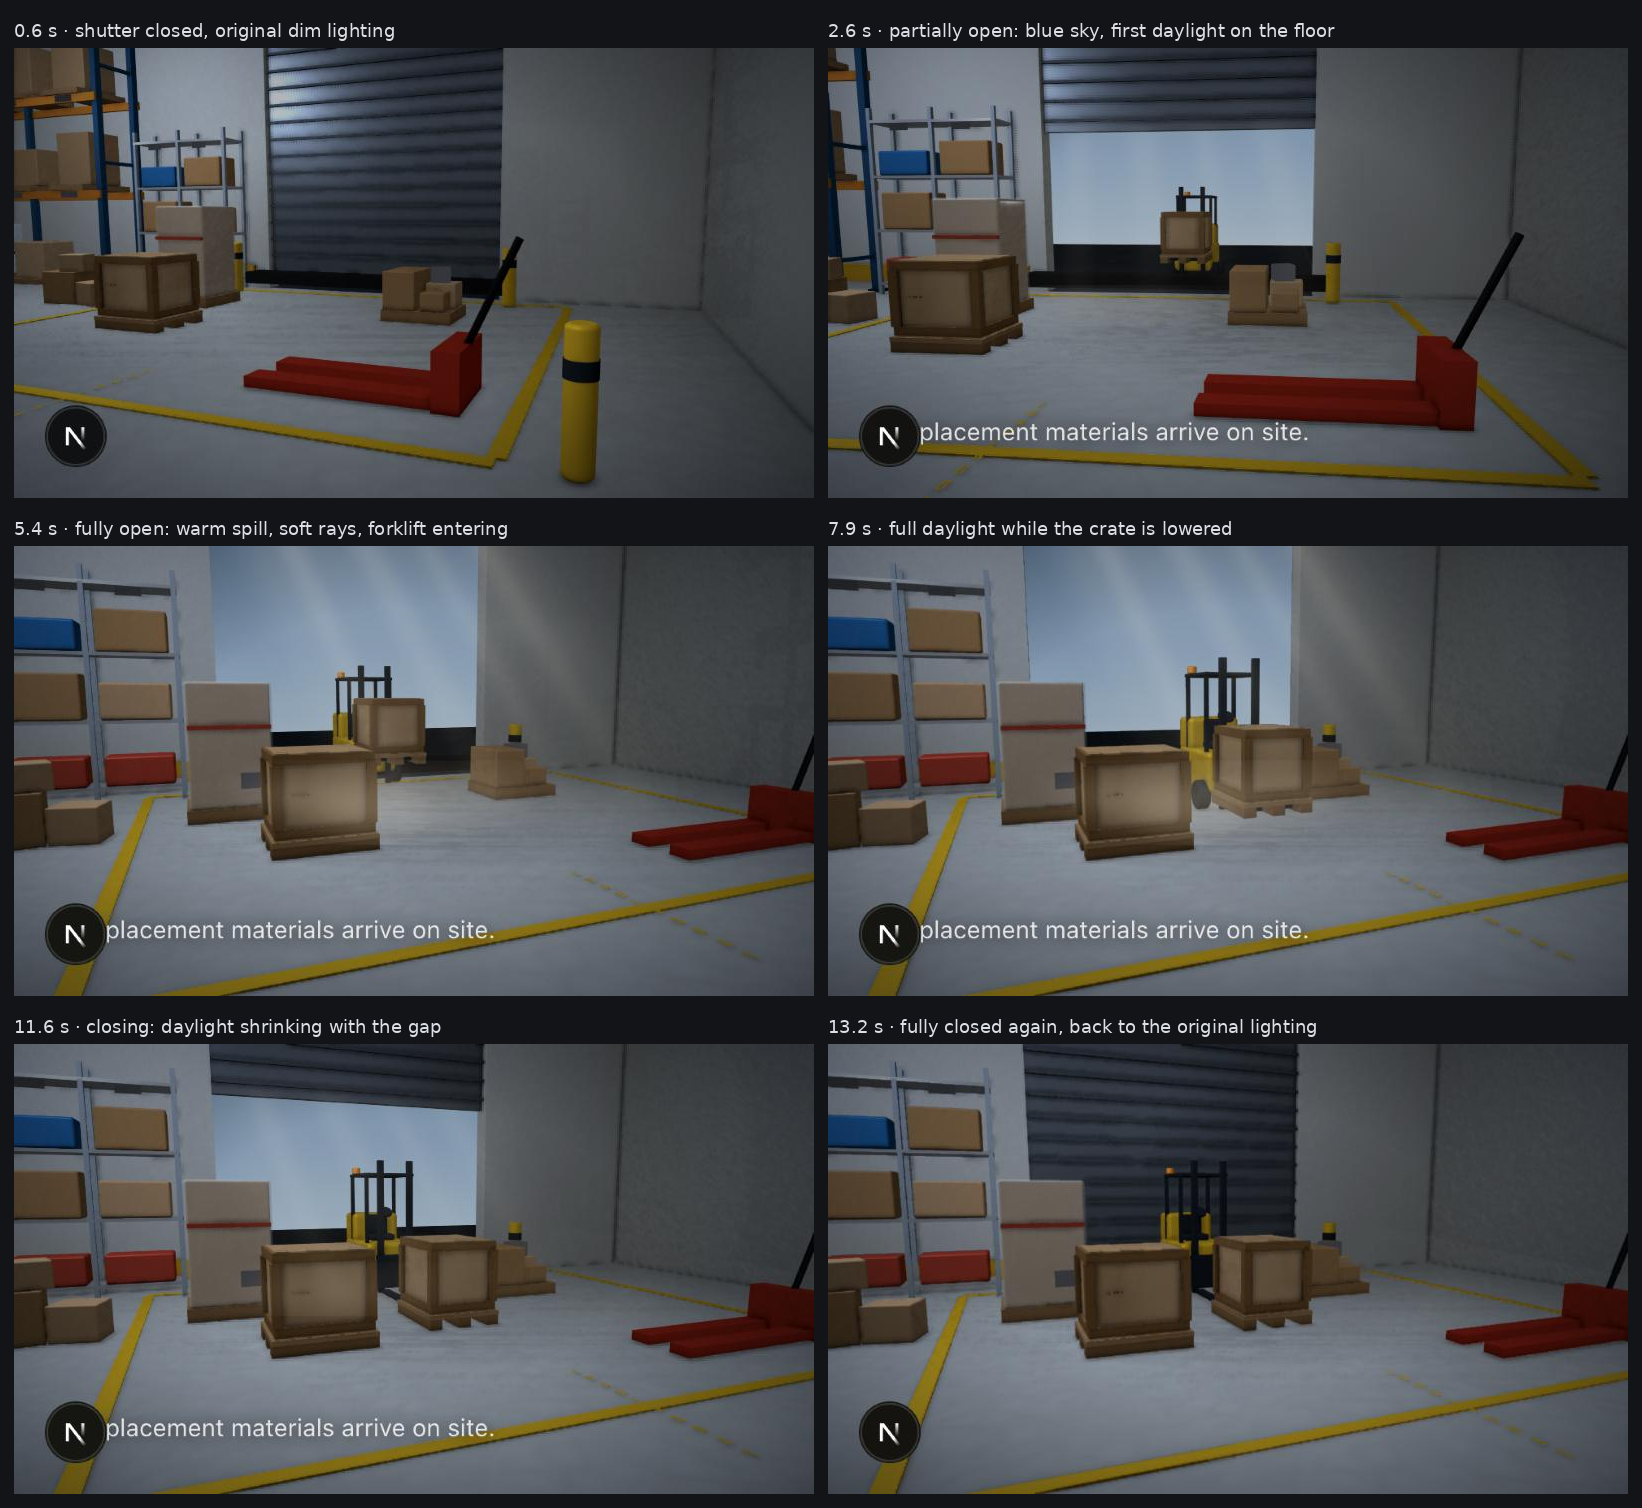 0.6 s · shutter closed, original dim lighting
2.6 s · partially open: blue sky, first daylight on the floor
N
N placement materials arrive on site.
5.4 s · fully open: warm spill, soft rays, forklift entering
7.9 s · full daylight while the crate is lowered
N placement materials arrive on site.
N placement materials arrive on site.
11.6 s · closing: daylight shrinking with the gap
13.2 s · fully closed again, back to the original lighting
N placement materials arrive on site.
N